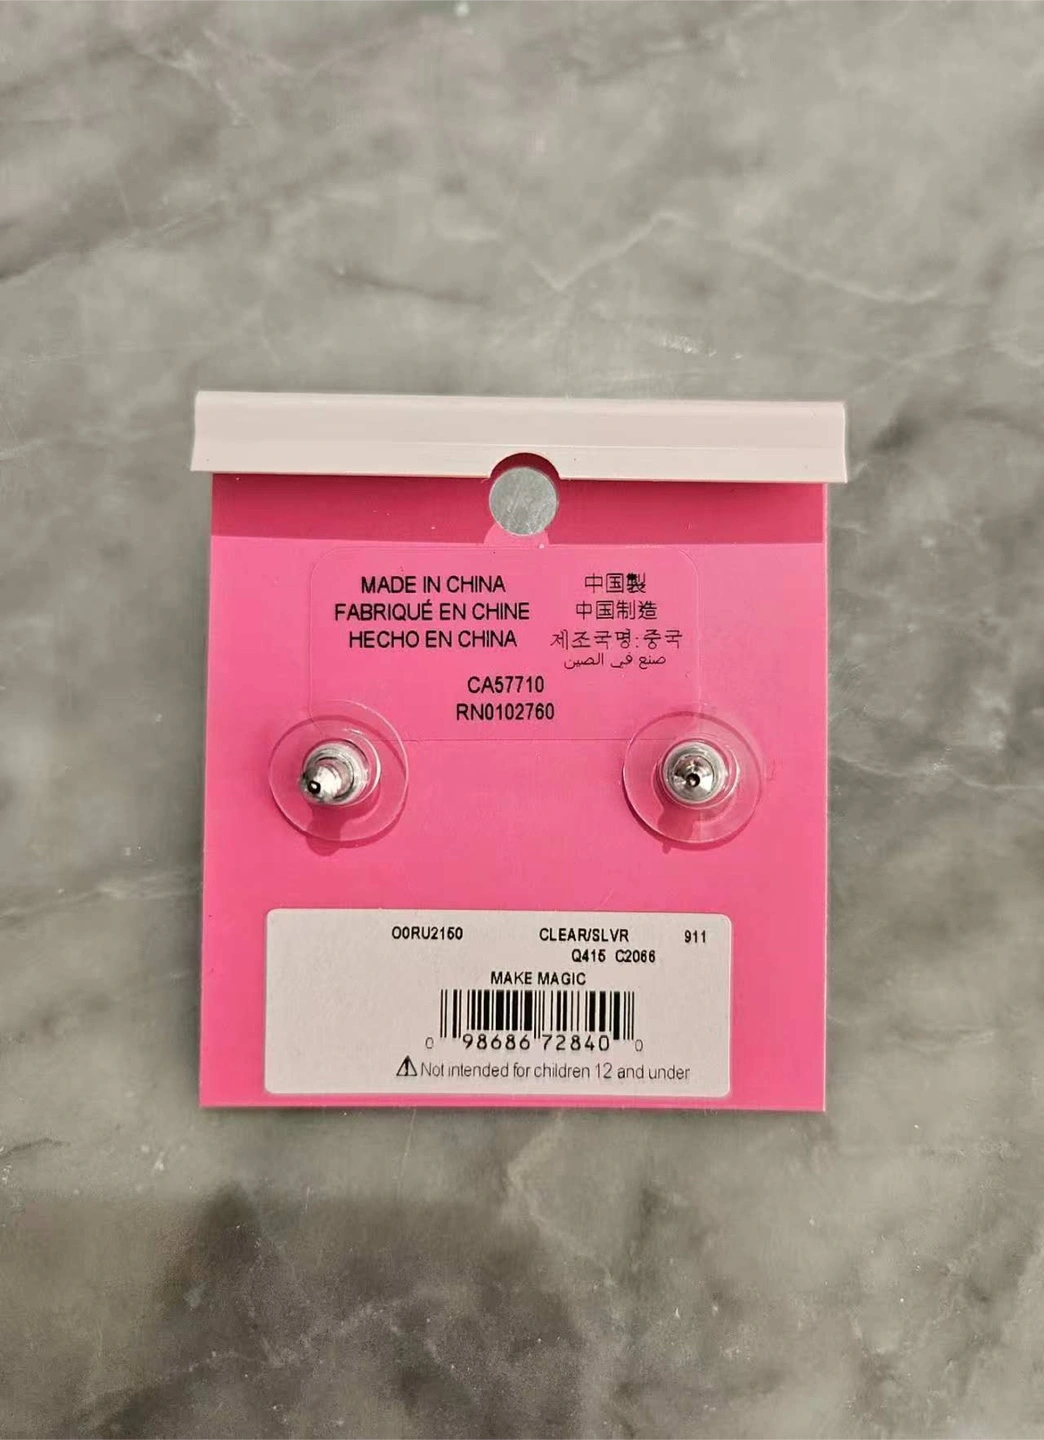 MADE IN CHINA
FABRIQUÉ EN CHINE
HECHO EN CHINA
中国製
中国制造
제조국명:중국
صنع في الصين
CA57710
RN0102760
O0RU2150 CLEAR/SLVR 911
Q415 C2066
MAKE MAGIC
0 98686 72840 0
⚠ Not intended for children 12 and under